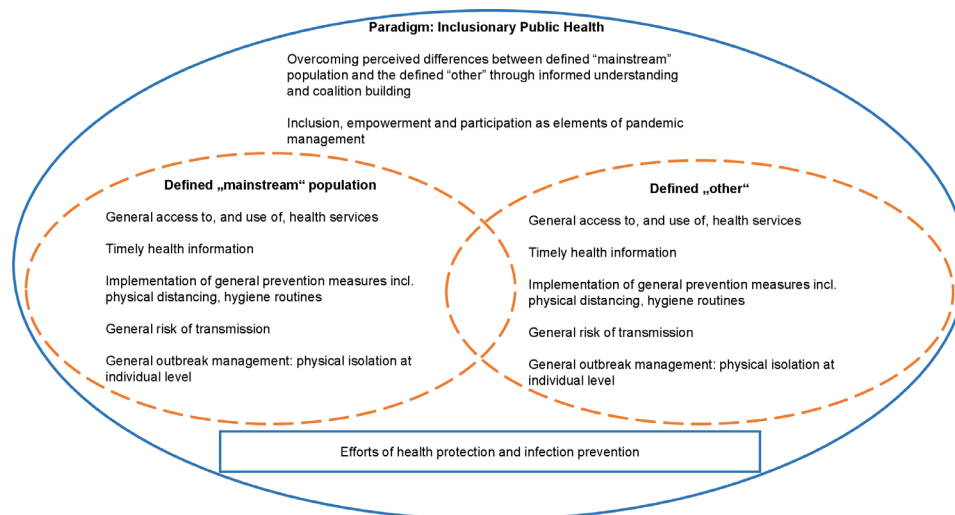 Paradigm: Inclusionary Public Health
Overcoming perceived differences between defined “mainstream”
population and the defined “other” through informed understanding
and coalition building
Inclusion, empowerment and participation as elements of pandemic
management
Defined „mainstream“ population
General access to, and use of, health services
Timely health information
Implementation of general prevention measures incl.
physical distancing, hygiene routines
General risk of transmission
General outbreak management: physical isolation at
individual level
Defined „other“
General access to, and use of, health services
Timely health information
Implementation of general prevention measures incl.
physical distancing, hygiene routines
General risk of transmission
General outbreak management: physical isolation at
individual level
Efforts of health protection and infection prevention